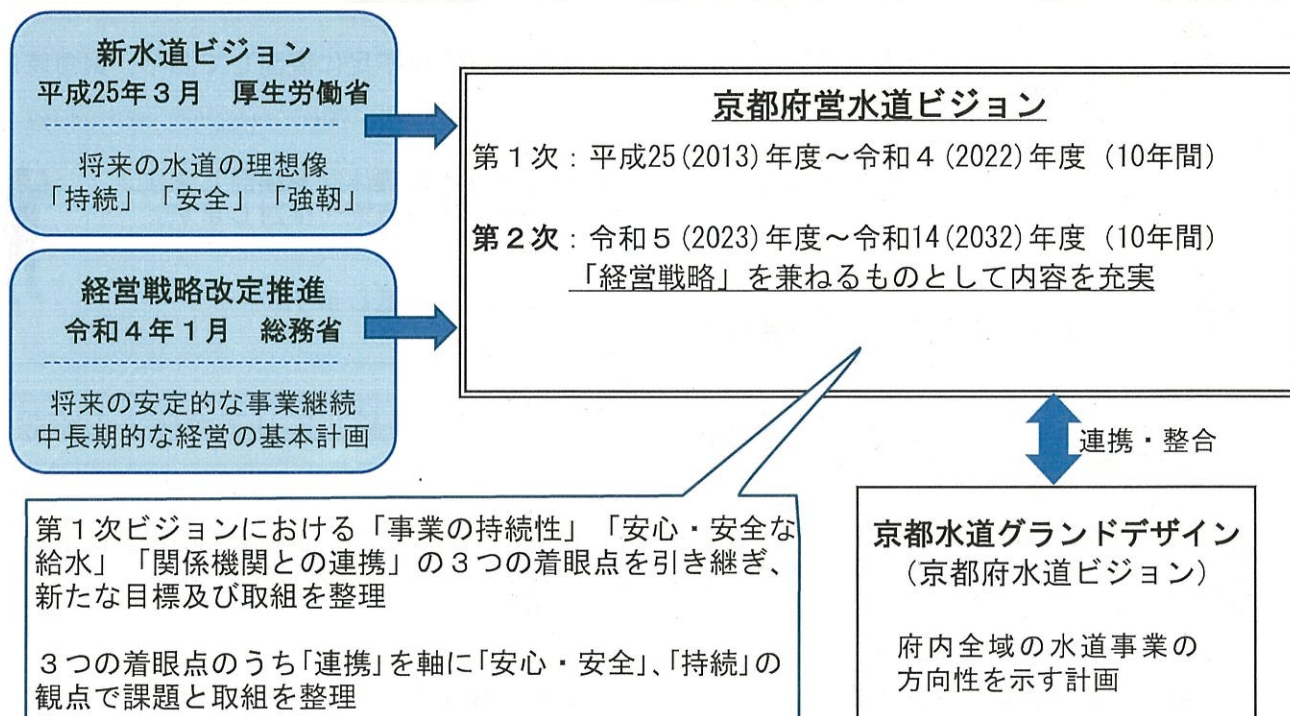 新水道ビジョン
平成25年3月　厚生労働省
将来の水道の理想像
「持続」「安全」「強靭」
経営戦略改定推進
令和4年1月　総務省
将来の安定的な事業継続
中長期的な経営の基本計画
京都府営水道ビジョン
第1次：平成25(2013)年度～令和4(2022)年度（10年間）
第2次：令和5(2023)年度～令和14(2032)年度（10年間）
「経営戦略」を兼ねるものとして内容を充実
連携・整合
第1次ビジョンにおける「事業の持続性」「安心・安全な
給水」「関係機関との連携」の3つの着眼点を引き継ぎ、
新たな目標及び取組を整理
3つの着眼点のうち「連携」を軸に「安心・安全」、「持続」の
観点で課題と取組を整理
京都水道グランドデザイン
（京都府水道ビジョン）
府内全域の水道事業の
方向性を示す計画